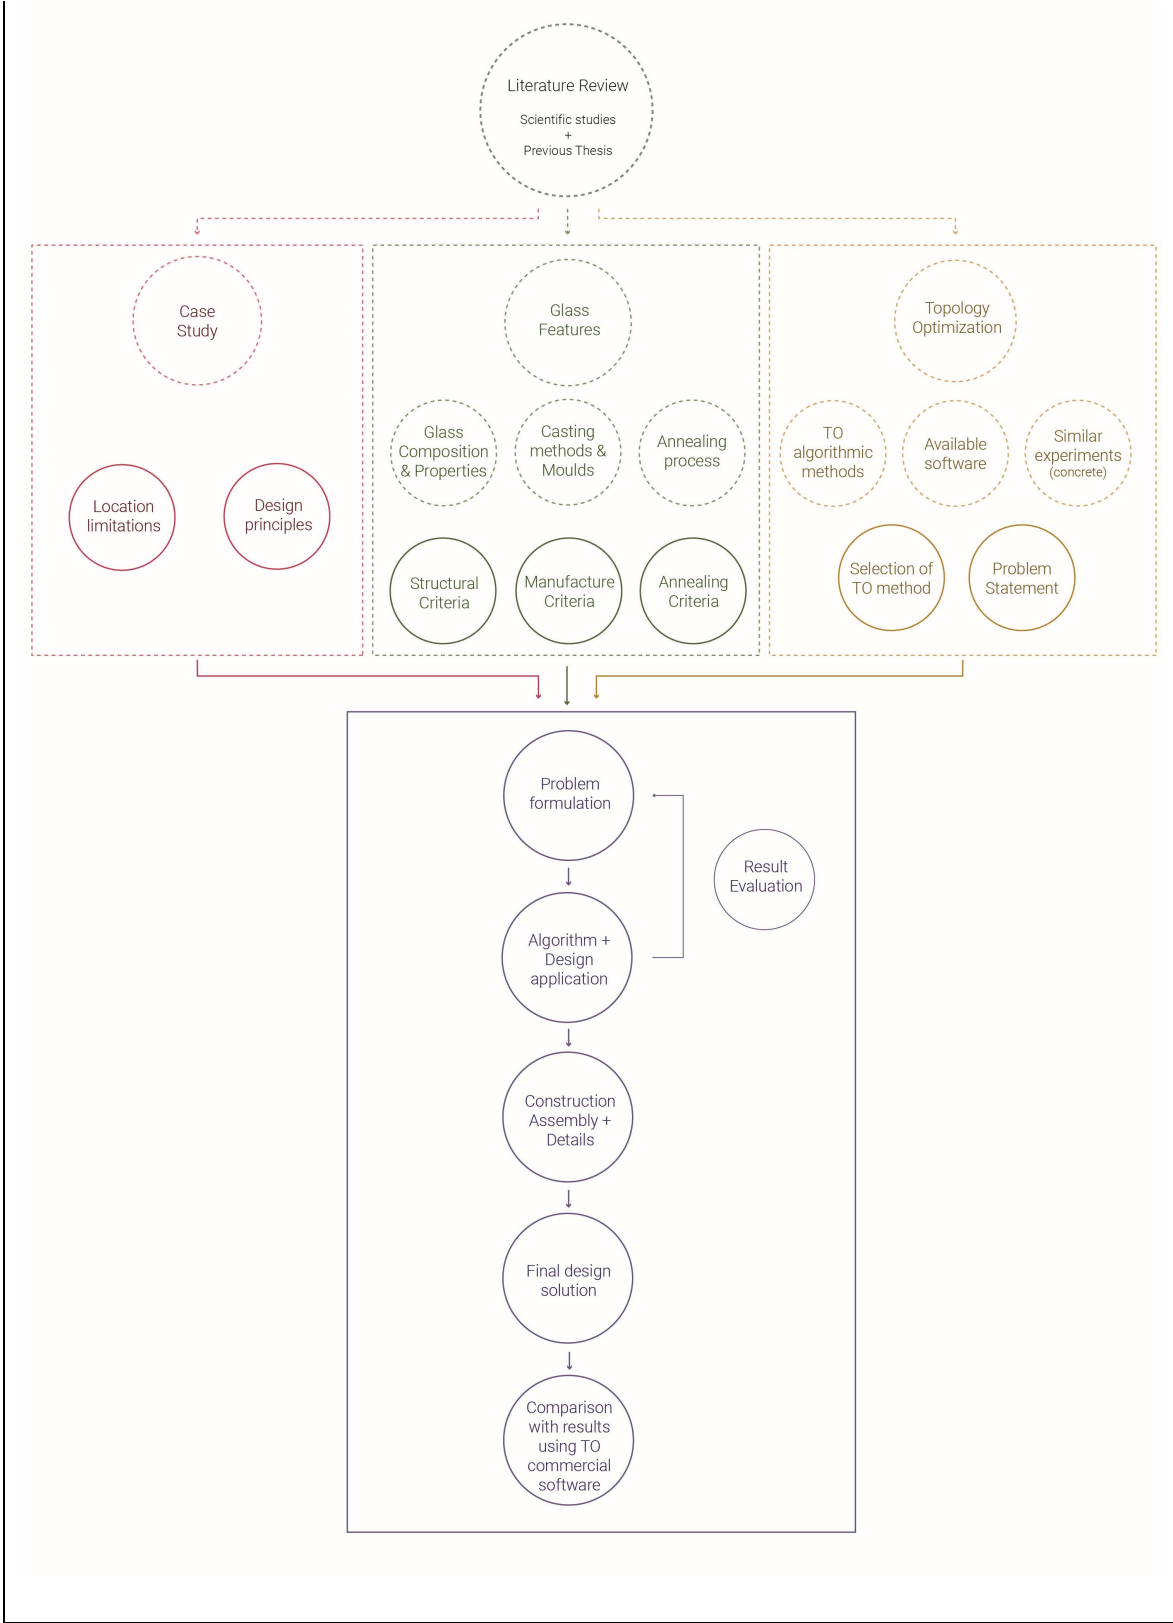 Literature Review
Scientific studies
+
Previous Thesis
Case
Study
Location
limitations
Design
principles
Glass
Features
Glass
Composition
& Properties
Casting
methods &
Moulds
Annealing
process
Structural
Criteria
Manufacture
Criteria
Annealing
Criteria
Topology
Optimization
TO
algorithmic
methods
Available
software
Similar
experiments
(concrete)
Selection of
TO method
Problem
Statement
Problem
formulation
Result
Evaluation
Algorithm +
Design
application
Construction
Assembly +
Details
Final design
solution
Comparison
with results
using TO
commercial
software